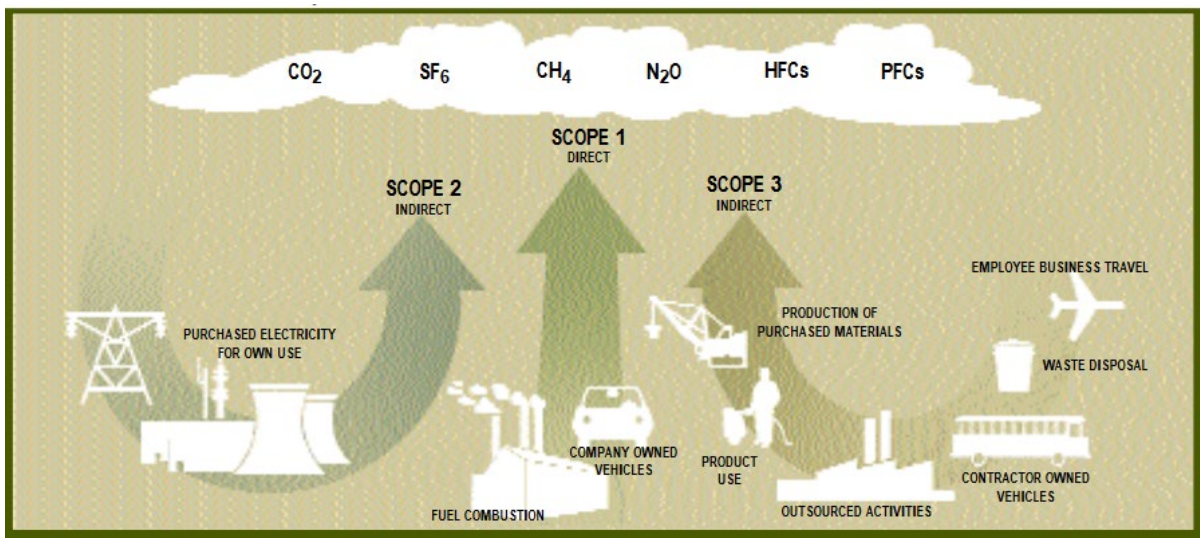 CO₂ SF₆ CH₄ N₂O HFCs PFCs
SCOPE 1
DIRECT
SCOPE 2
INDIRECT
SCOPE 3
INDIRECT
PURCHASED ELECTRICITY
FOR OWN USE
FUEL COMBUSTION
COMPANY OWNED
VEHICLES
PRODUCTION OF
PURCHASED MATERIALS
PRODUCT
USE
OUTSOURCED ACTIVITIES
EMPLOYEE BUSINESS TRAVEL
WASTE DISPOSAL
CONTRACTOR OWNED
VEHICLES